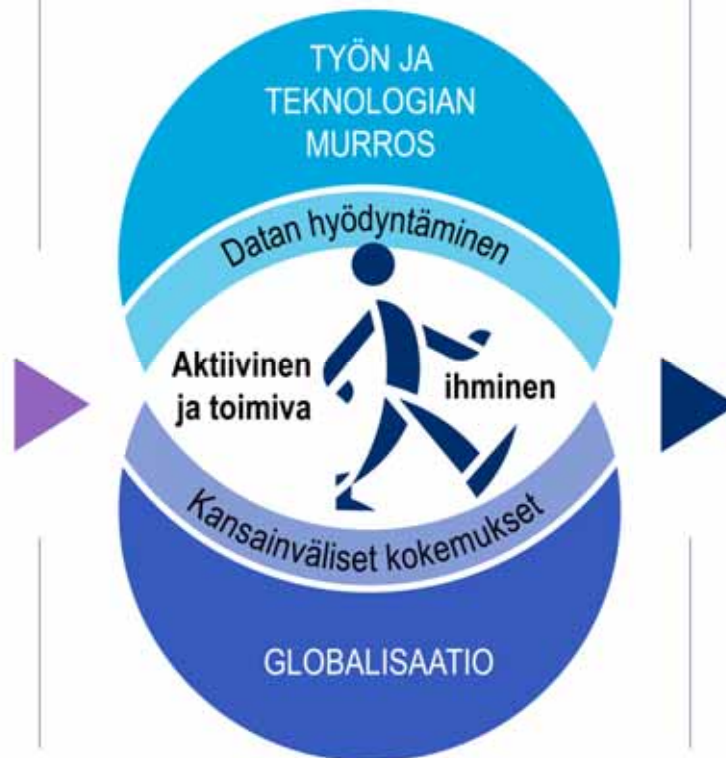 TYÖN JA
TEKNOLOGIAN
MURROS
Datan hyödyntäminen
Aktiivinen
ja toimiva
ihminen
Kansainväliset kokemukset
GLOBALISAATIO